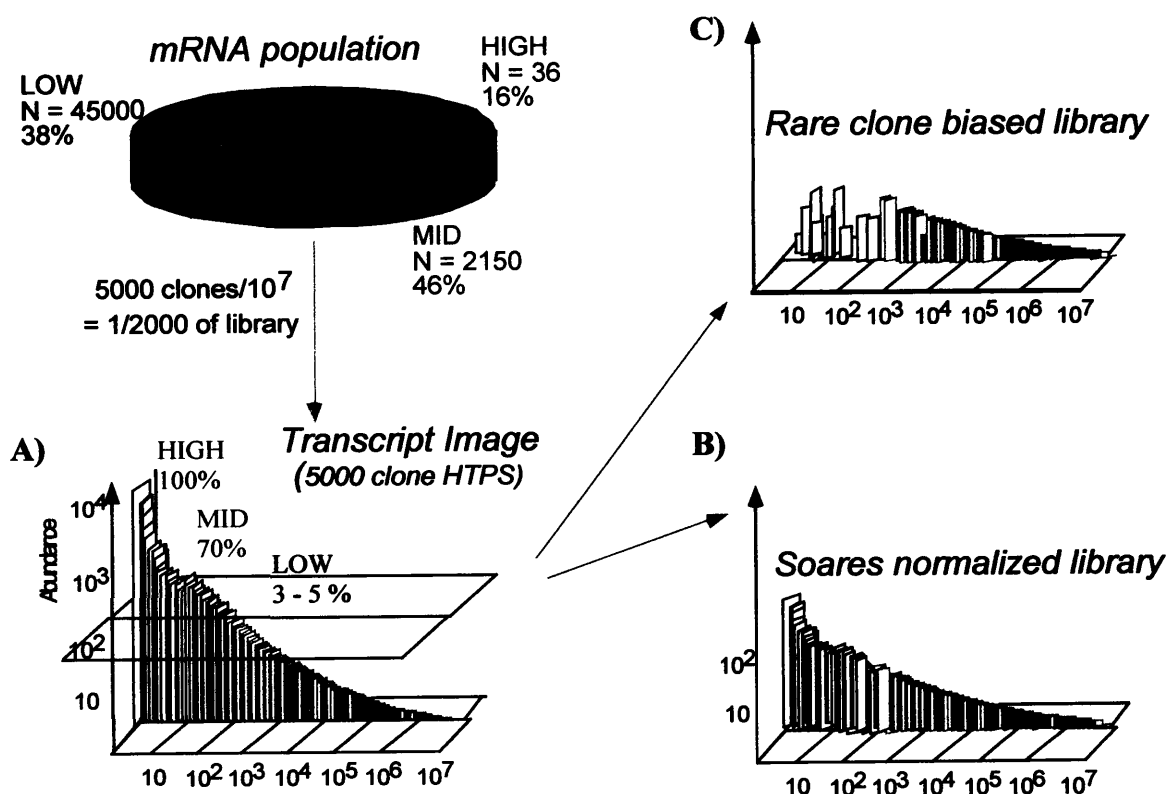 mRNA population
LOW
N = 45000
38%
HIGH
N = 36
16%
MID
N = 2150
46%
5000 clones/10⁷
= 1/2000 of library
A)
Transcript Image
(5000 clone HTPS)
HIGH
100%
MID
70%
LOW
3 - 5 %
Abundance
10⁴
10³
10²
10
10 10² 10³ 10⁴ 10⁵ 10⁶ 10⁷
C)
Rare clone biased library
10 10² 10³ 10⁴ 10⁵ 10⁶ 10⁷
B)
Soares normalized library
10²
10
10 10² 10³ 10⁴ 10⁵ 10⁶ 10⁷